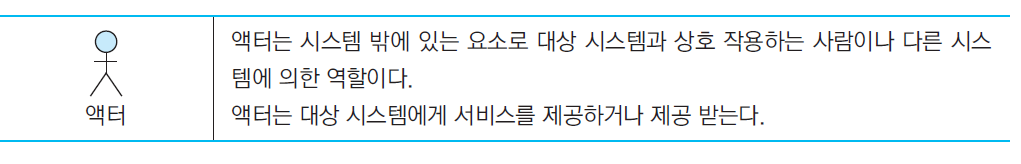 액터
액터는 시스템 밖에 있는 요소로 대상 시스템과 상호 작용하는 사람이나 다른 시스
템에 의한 역할이다.
액터는 대상 시스템에게 서비스를 제공하거나 제공 받는다.